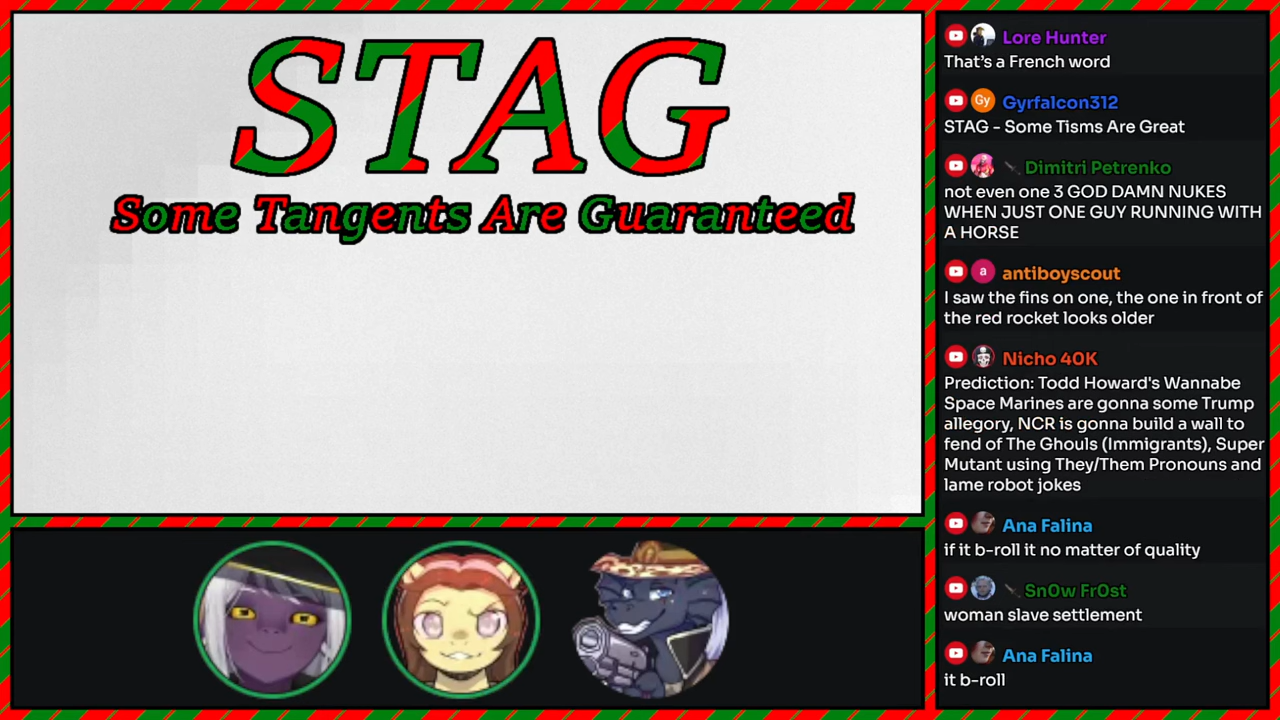 STAG
Some Tangents Are Guaranteed
Lore Hunter
That's a French word
Gy
Gyrfalcon312
STAG - Some Tisms Are Great
Dimitri Petrenko
not even one 3 GOD DAMN NUKES
WHEN JUST ONE GUY RUNNING WITH
A HORSE
a
antiboyscout
I saw the fins on one, the one in front of
the red rocket looks older
Nicho 40K
Prediction: Todd Howard's Wannabe
Space Marines are gonna some Trump
allegory, NCR is gonna build a wall to
fend of The Ghouls (Immigrants), Super
Mutant using They/Them Pronouns and
lame robot jokes
Ana Falina
if it b-roll it no matter of quality
Sn0w Fr0st
woman slave settlement
Ana Falina
it b-roll